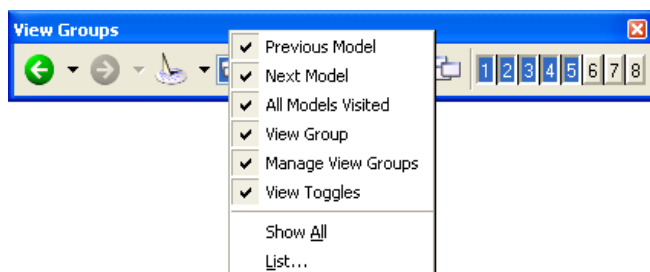 View Groups
Previous Model
Next Model
All Models Visited
View Group
Manage View Groups
View Toggles
Show All
List...
1 2 3 4 5 6 7 8